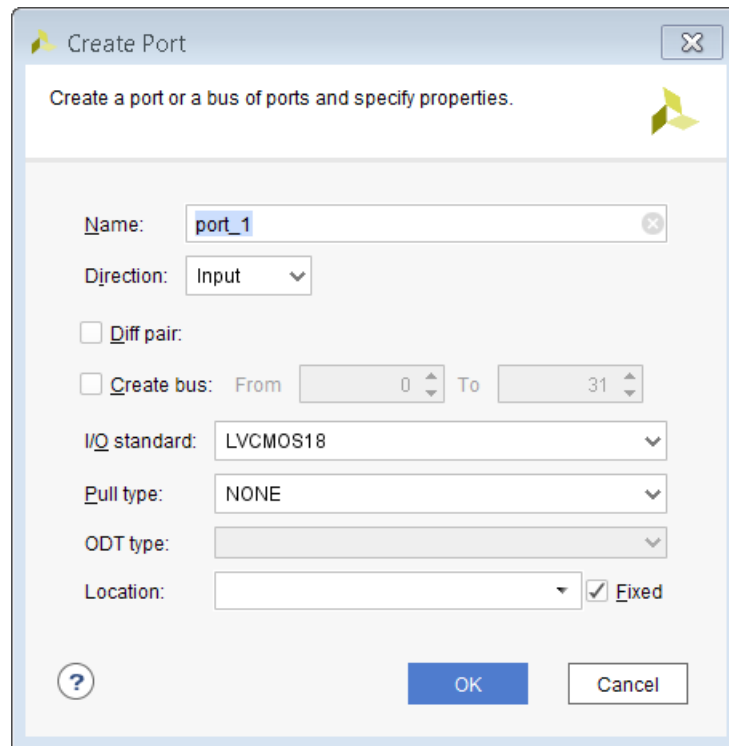 Create Port
Create a port or a bus of ports and specify properties.
Name: port_1
Direction: Input
Diff pair:
Create bus: From 0 To 31
I/O standard: LVCMOS18
Pull type: NONE
ODT type:
Location: Fixed
? OK Cancel